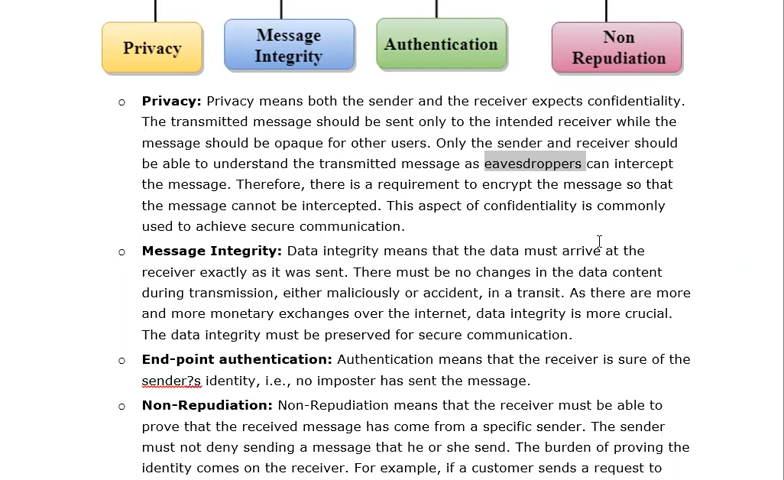 Privacy
Message
Integrity
Authentication
Non
Repudiation
o Privacy: Privacy means both the sender and the receiver expects confidentiality.
The transmitted message should be sent only to the intended receiver while the
message should be opaque for other users. Only the sender and receiver should
be able to understand the transmitted message as eavesdroppers can intercept
the message. Therefore, there is a requirement to encrypt the message so that
the message cannot be intercepted. This aspect of confidentiality is commonly
used to achieve secure communication.
o Message Integrity: Data integrity means that the data must arrive at the
receiver exactly as it was sent. There must be no changes in the data content
during transmission, either maliciously or accident, in a transit. As there are more
and more monetary exchanges over the internet, data integrity is more crucial.
The data integrity must be preserved for secure communication.
o End-point authentication: Authentication means that the receiver is sure of the
sender?s identity, i.e., no imposter has sent the message.
o Non-Repudiation: Non-Repudiation means that the receiver must be able to
prove that the received message has come from a specific sender. The sender
must not deny sending a message that he or she send. The burden of proving the
identity comes on the receiver. For example, if a customer sends a request to